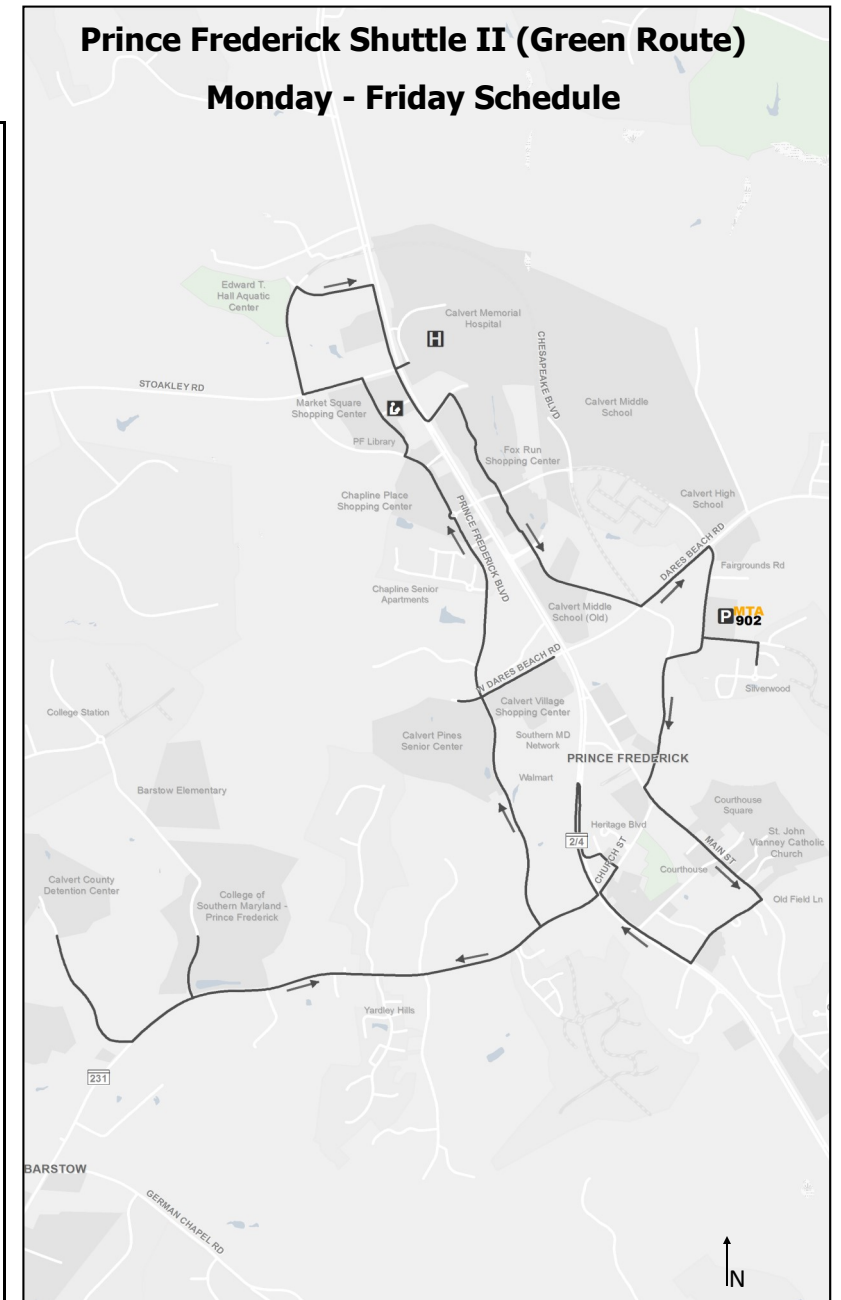 Prince Frederick Shuttle II (Green Route)
Monday - Friday Schedule
Edward T.
Hall Aquatic
Center
Calvert Memorial
Hospital
H
CHESAPEAKE BLVD
STOAKLEY RD
Market Square
Shopping Center
Calvert Middle
School
PF Library
Fox Run
Shopping Center
Chapline Place
Shopping Center
PRINCE FREDERICK BLVD
Calvert High
School
DARES BEACH RD
Fairgrounds Rd
Chapline Senior
Apartments
Calvert Middle
School (Old)
P
MTA
902
W DARES BEACH RD
Silverwood
College Station
Calvert Village
Shopping Center
Calvert Pines
Senior Center
Southern MD
Network
PRINCE FREDERICK
Walmart
Barstow Elementary
Courthouse
Square
Heritage Blvd
2/4
CHURCH ST
MAIN ST
St. John
Vianney Catholic
Church
Courthouse
Calvert County
Detention Center
College of
Southern Maryland -
Prince Frederick
Old Field Ln
Yardley Hills
231
BARSTOW
GERMAN CHAPEL RD
N